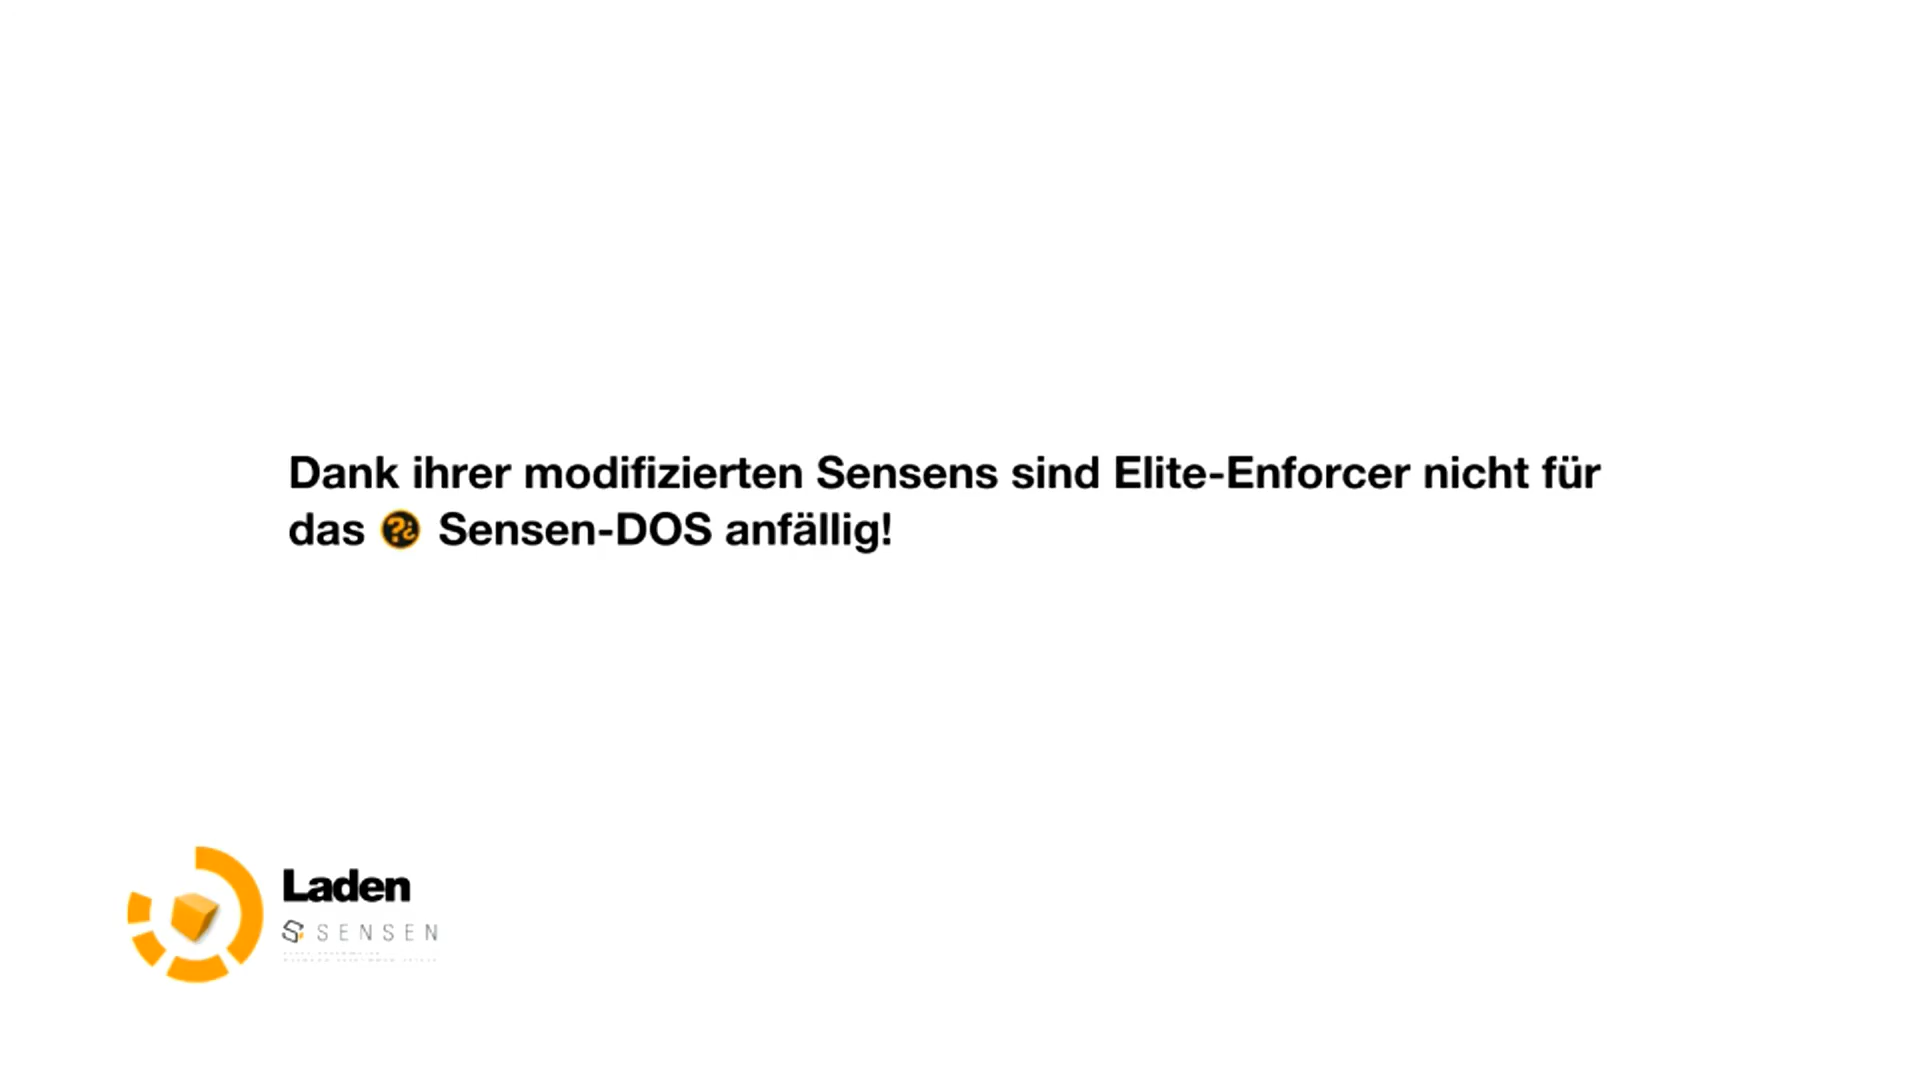 Dank ihrer modifizierten Sensens sind Elite-Enforcer nicht für
das Sensen-DOS anfällig!
Laden
SENSEN